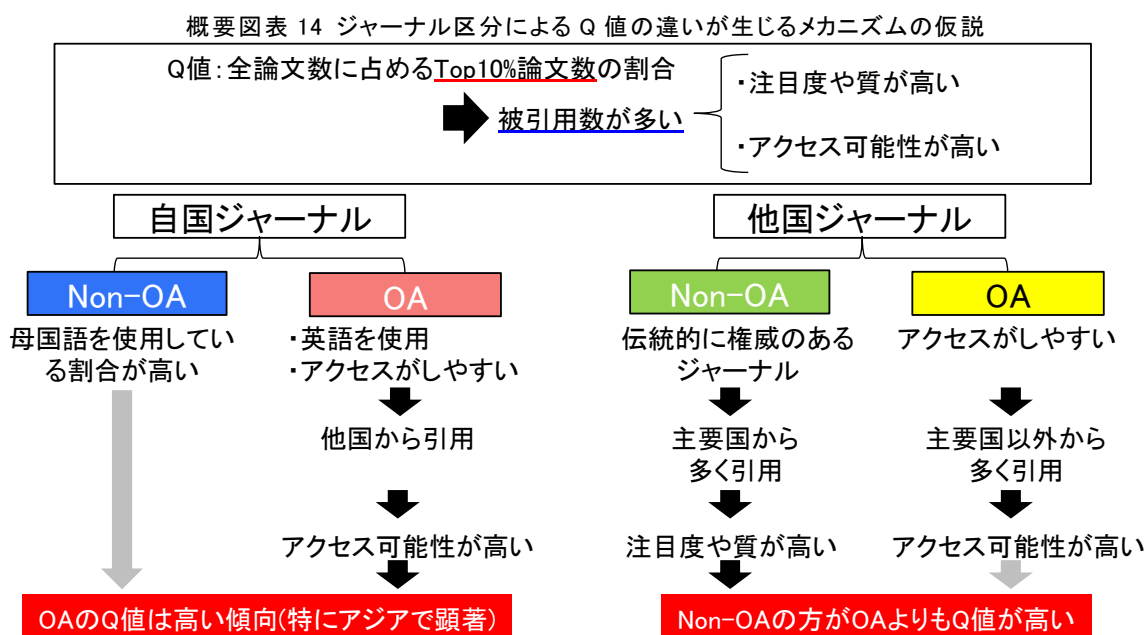 概要図表 14 ジャーナル区分による Q 値の違いが生じるメカニズムの仮説
Q値：全論文数に占めるTop10%論文数の割合
被引用数が多い
・注目度や質が高い
・アクセス可能性が高い
自国ジャーナル
他国ジャーナル
Non-OA
OA
Non-OA
OA
母国語を使用してい
る割合が高い
・英語を使用
・アクセスがしやすい
伝統的に権威のある
ジャーナル
アクセスがしやすい
他国から引用
主要国から
多く引用
主要国以外から
多く引用
アクセス可能性が高い
注目度や質が高い
アクセス可能性が高い
OAのQ値は高い傾向(特にアジアで顕著)
Non-OAの方がOAよりもQ値が高い